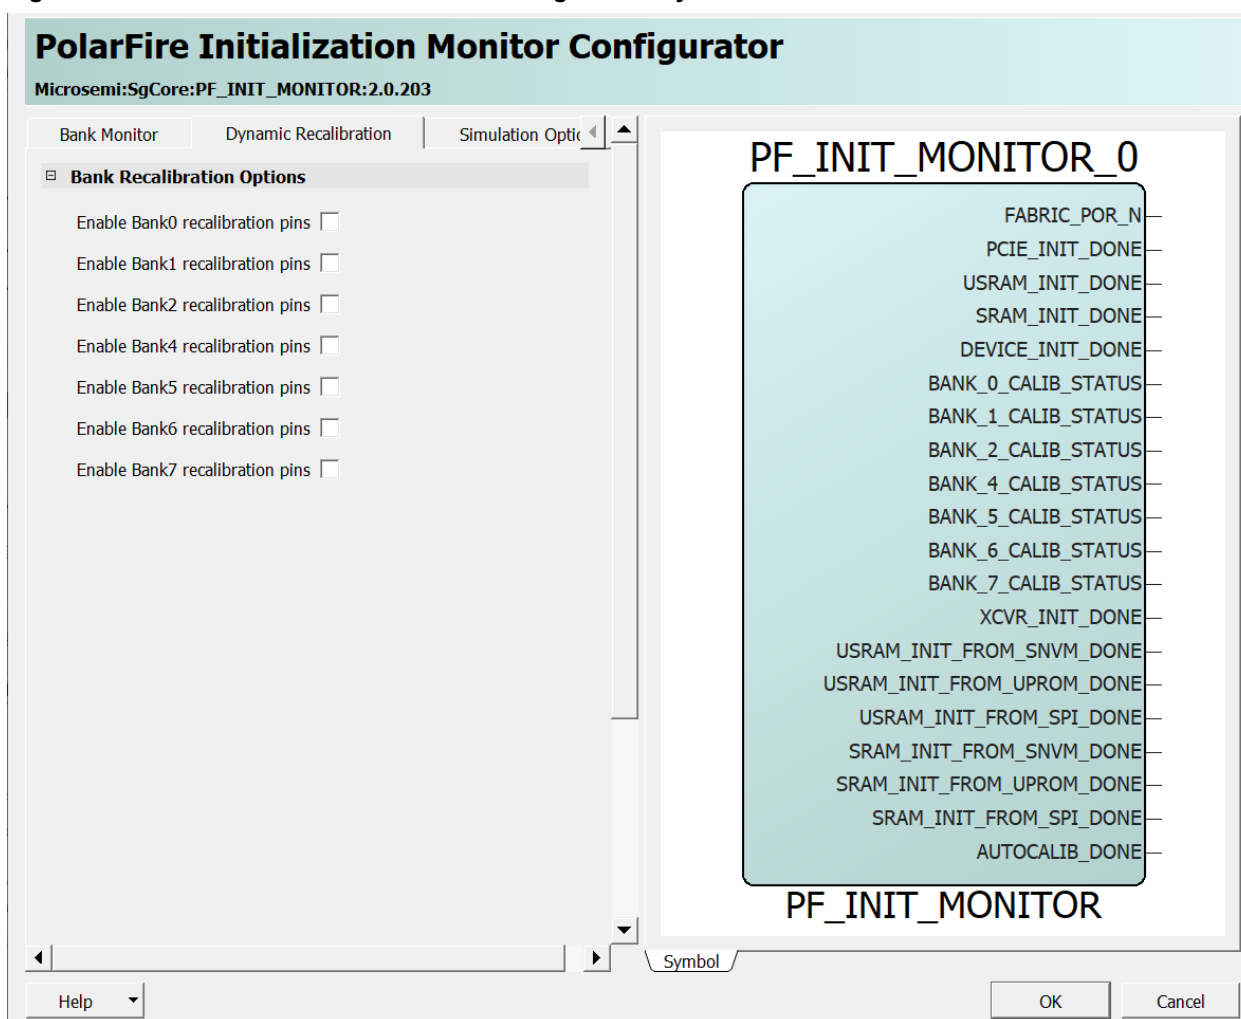 PolarFire Initialization Monitor Configurator
Microsemi:SgCore:PF_INIT_MONITOR:2.0.203
Bank Monitor
Dynamic Recalibration
Simulation Optic
Bank Recalibration Options
Enable Bank0 recalibration pins
Enable Bank1 recalibration pins
Enable Bank2 recalibration pins
Enable Bank4 recalibration pins
Enable Bank5 recalibration pins
Enable Bank6 recalibration pins
Enable Bank7 recalibration pins
PF_INIT_MONITOR_0
FABRIC_POR_N
PCIE_INIT_DONE
USRAM_INIT_DONE
SRAM_INIT_DONE
DEVICE_INIT_DONE
BANK_0_CALIB_STATUS
BANK_1_CALIB_STATUS
BANK_2_CALIB_STATUS
BANK_4_CALIB_STATUS
BANK_5_CALIB_STATUS
BANK_6_CALIB_STATUS
BANK_7_CALIB_STATUS
XCVR_INIT_DONE
USRAM_INIT_FROM_SNVM_DONE
USRAM_INIT_FROM_UPROM_DONE
USRAM_INIT_FROM_SPI_DONE
SRAM_INIT_FROM_SNVM_DONE
SRAM_INIT_FROM_UPROM_DONE
SRAM_INIT_FROM_SPI_DONE
AUTOCALIB_DONE
PF_INIT_MONITOR
Symbol
Help
OK
Cancel